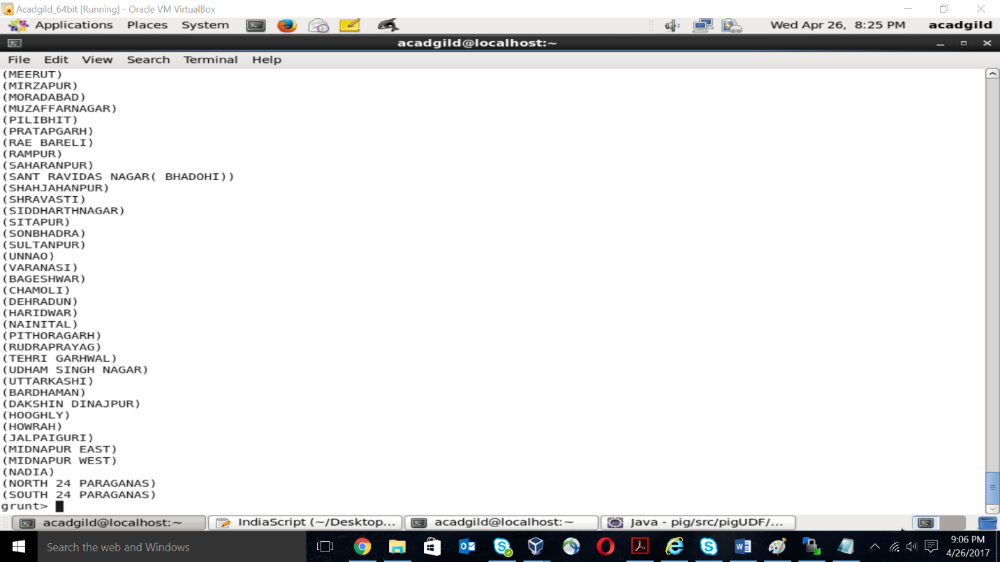 Acadgild_64bit [Running] - Oracle VM VirtualBox
Applications Places System Wed Apr 26, 8:25 PM acadgild
acadgild@localhost:~
File Edit View Search Terminal Help
(MEERUT)
(MIRZAPUR)
(MORADABAD)
(MUZAFFARNAGAR)
(PILIBHIT)
(PRATAPGARH)
(RAE BARELI)
(RAMPUR)
(SAHARANPUR)
(SANT RAVIDAS NAGAR( BHADOHI))
(SHAHJAHANPUR)
(SHRAVASTI)
(SIDDHARTHNAGAR)
(SITAPUR)
(SONBHADRA)
(SULTANPUR)
(UNNAO)
(VARANASI)
(BAGESHWAR)
(CHAMOLI)
(DEHRADUN)
(HARIDWAR)
(NAINITAL)
(PITHORAGARH)
(RUDRAPRAYAG)
(TEHRI GARHWAL)
(UDHAM SINGH NAGAR)
(UTTARKASHI)
(BARDHAMAN)
(DAKSHIN DINAJPUR)
(HOOGHLY)
(HOWRAH)
(JALPAIGURI)
(MIDNAPUR EAST)
(MIDNAPUR WEST)
(NADIA)
(NORTH 24 PARAGANAS)
(SOUTH 24 PARAGANAS)
grunt>
acadgild@localhost:~ IndiaScript (~/Desktop... acadgild@localhost:~ Java - pig/src/pigUDF/...
Search the web and Windows 9:06 PM
4/26/2017